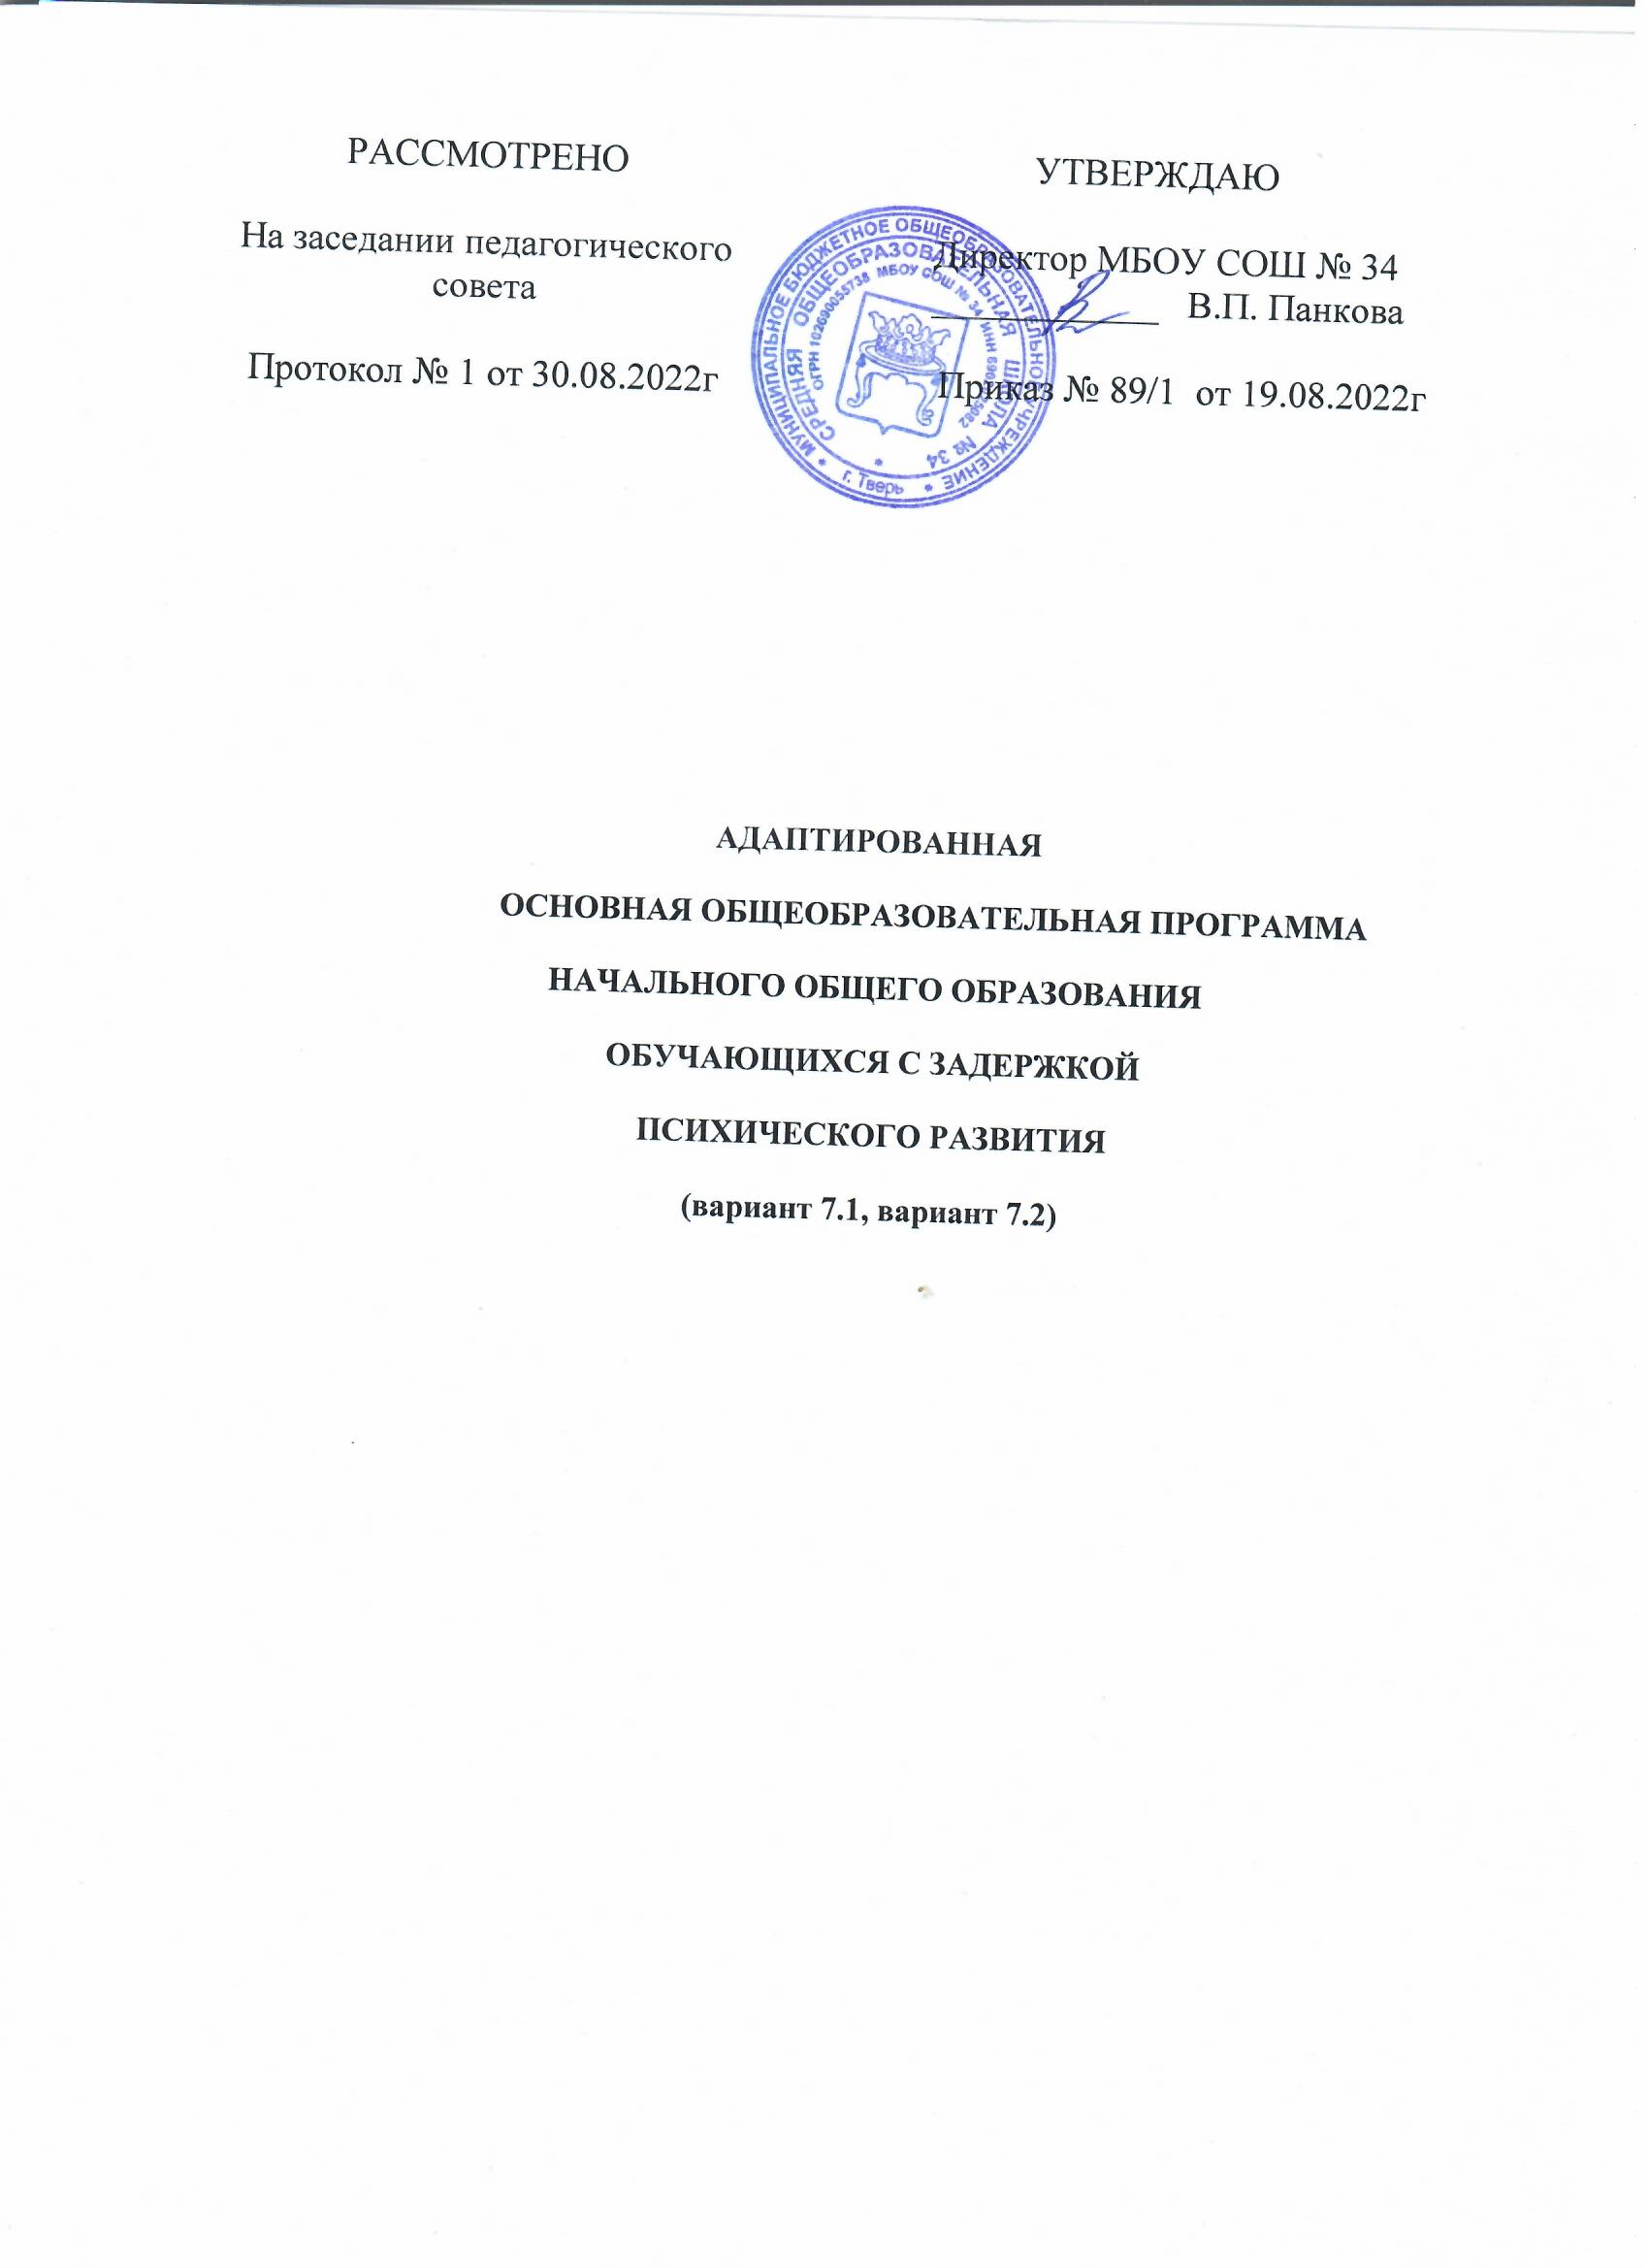 РАССМОТРЕНО
На заседании педагогического
совета
Протокол № 1 от 30.08.2022г
УТВЕРЖДАЮ
Директор МБОУ СОШ № 34
В.П. Панкова
Приказ № 89/1 от 19.08.2022г
МУНИЦИПАЛЬНОЕ БЮДЖЕТНОЕ ОБЩЕОБРАЗОВАТЕЛЬНОЕ УЧРЕЖДЕНИЕ
СРЕДНЯЯ ОБЩЕОБРАЗОВАТЕЛЬНАЯ ШКОЛА № 34
ОГРН 1026900055738 МБОУ СОШ № 34 ИНН
г. Тверь
АДАПТИРОВАННАЯ
ОСНОВНАЯ ОБЩЕОБРАЗОВАТЕЛЬНАЯ ПРОГРАММА
НАЧАЛЬНОГО ОБЩЕГО ОБРАЗОВАНИЯ
ОБУЧАЮЩИХСЯ С ЗАДЕРЖКОЙ
ПСИХИЧЕСКОГО РАЗВИТИЯ
(вариант 7.1, вариант 7.2)